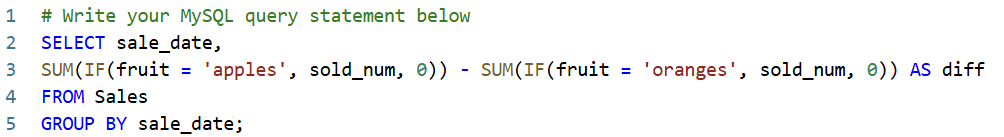 1 # Write your MySQL query statement below
2 SELECT sale_date,
3 SUM(IF(fruit = 'apples', sold_num, 0)) - SUM(IF(fruit = 'oranges', sold_num, 0)) AS diff
4 FROM Sales
5 GROUP BY sale_date;